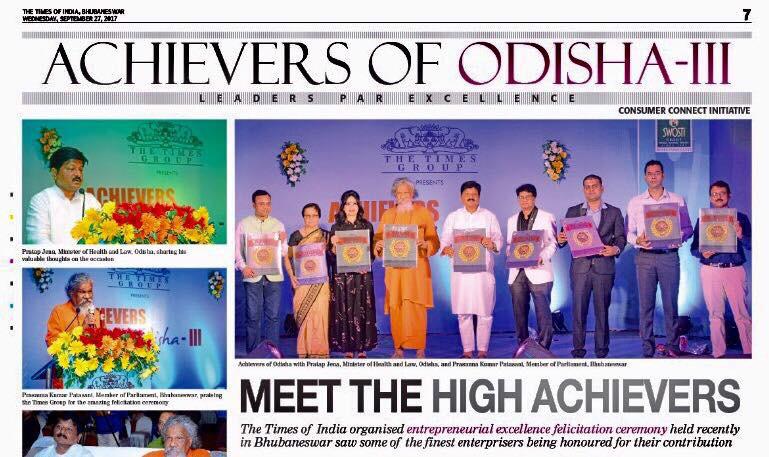 THE TIMES OF INDIA, BHUBANESWAR
WEDNESDAY, SEPTEMBER 27, 2017
7
ACHIEVERS OF ODISHA-III
LEADERS PAR EXCELLENCE
CONSUMER CONNECT INITIATIVE
THE TIMES
GROUP
PRESENTS
ACHIEVERS
Pratap Jena, Minister of Health and Law, Odisha, sharing his
valuable thoughts on the occasion
THE TIMES
GROUP
PRESENTS
SWOSTI
GROUP
ACHIEVERS
THE TIMES
GROUP
PRESENTS
EVERS
isha-III
Prasanna Kumar Patasani, Member of Parliament, Bhubaneswar, praising
the Times Group for the amazing felicitation ceremony
Achievers of Odisha with Pratap Jena, Minister of Health and Law, Odisha, and Prasanna Kumar Patasani, Member of Parliament, Bhubaneswar
MEET THE HIGH ACHIEVERS
The Times of India organised entrepreneurial excellence felicitation ceremony held recently
in Bhubaneswar saw some of the finest enterprisers being honoured for their contribution